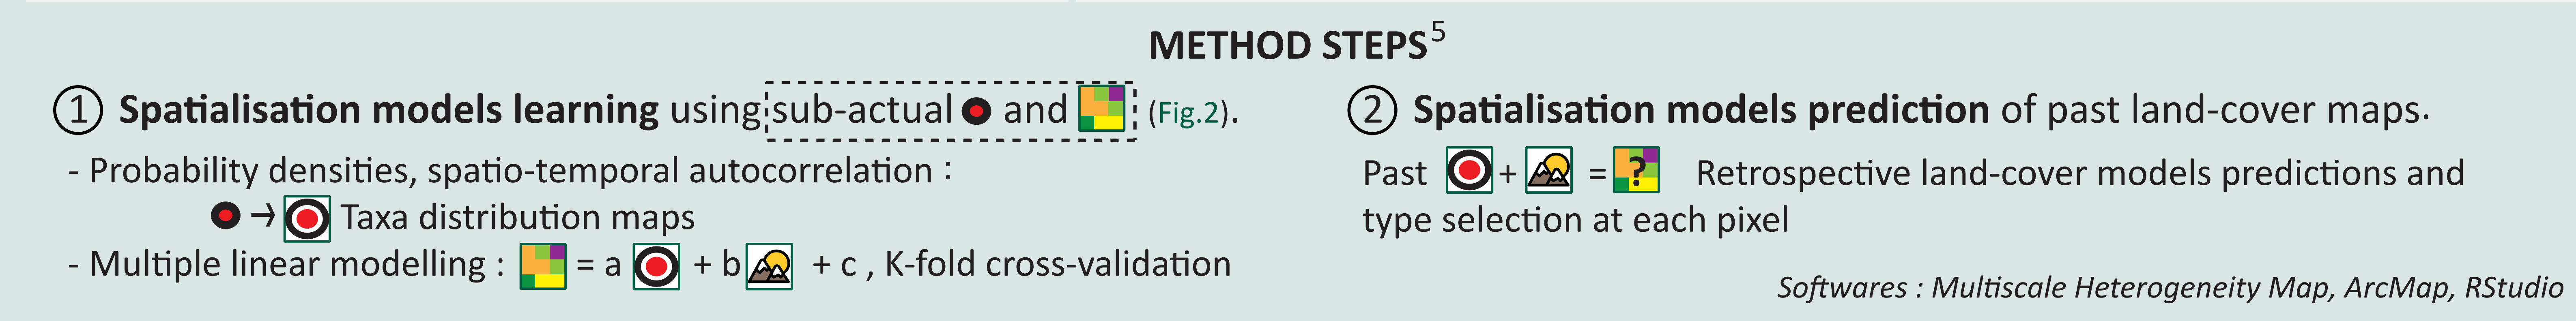 METHOD STEPS5
1 Spatialisation models learning using sub-actual and (Fig.2).
- Probability densities, spatio-temporal autocorrelation :
→ Taxa distribution maps
- Multiple linear modelling : = a + b + c , K-fold cross-validation
2 Spatialisation models prediction of past land-cover maps.
Past + = ? Retrospective land-cover models predictions and
type selection at each pixel
Softwares : Multiscale Heterogeneity Map, ArcMap, RStudio